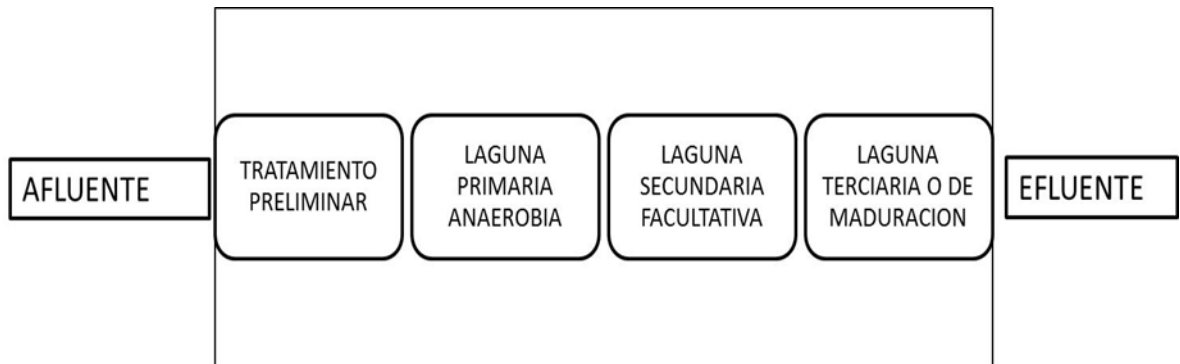 AFLUENTE
TRATAMIENTO
PRELIMINAR
LAGUNA
PRIMARIA
ANAEROBIA
LAGUNA
SECUNDARIA
FACULTATIVA
LAGUNA
TERCIARIA O DE
MADURACION
EFLUENTE